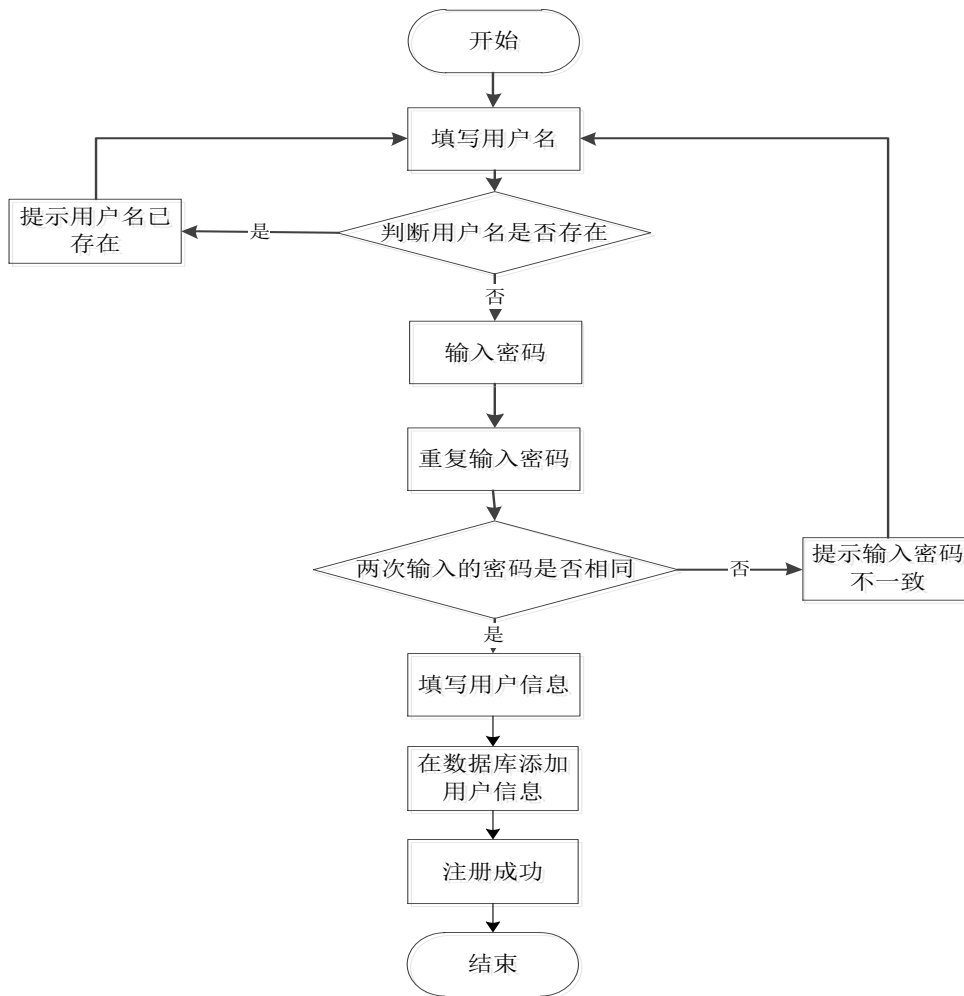 开始
填写用户名
提示用户名已
存在
是
判断用户名是否存在
否
输入密码
重复输入密码
两次输入的密码是否相同
否
提示输入密码
不一致
是
填写用户信息
在数据库添加
用户信息
注册成功
结束